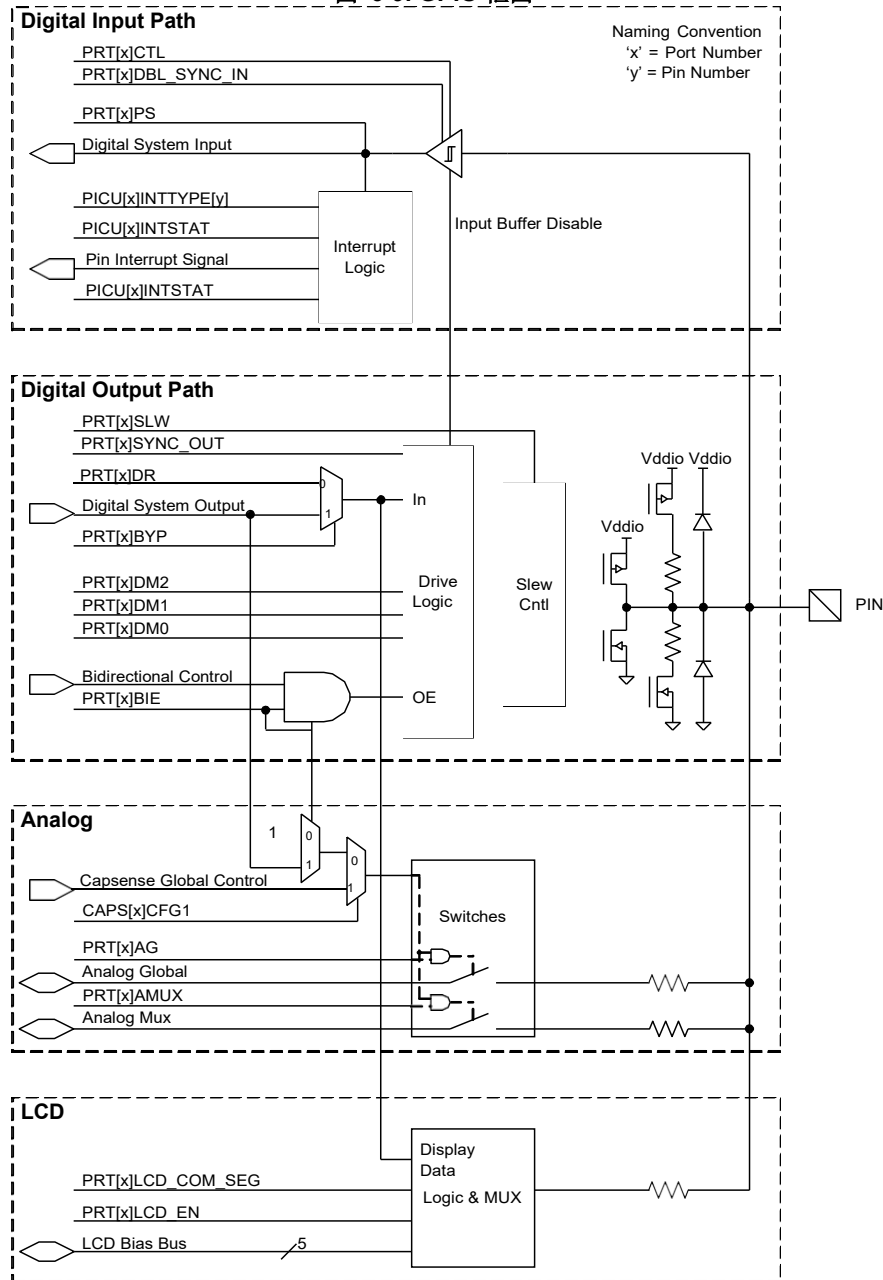 Digital Input Path
Naming Convention
‘x’ = Port Number
‘y’ = Pin Number
PRT[x]CTL
PRT[x]DBL_SYNC_IN
PRT[x]PS
Digital System Input
PICU[x]INTTYPE[y]
PICU[x]INTSTAT
Pin Interrupt Signal
PICU[x]INTSTAT
Interrupt
Logic
Input Buffer Disable
Digital Output Path
PRT[x]SLW
PRT[x]SYNC_OUT
PRT[x]DR
Digital System Output
PRT[x]BYP
0
1
In
PRT[x]DM2
PRT[x]DM1
PRT[x]DM0
Drive
Logic
Slew
Cntl
Bidirectional Control
PRT[x]BIE
OE
Vddio Vddio
Vddio
PIN
Analog
1
0
1
0
1
Capsense Global Control
CAPS[x]CFG1
Switches
PRT[x]AG
Analog Global
PRT[x]AMUX
Analog Mux
LCD
Display
Data
Logic & MUX
PRT[x]LCD_COM_SEG
PRT[x]LCD_EN
LCD Bias Bus
5